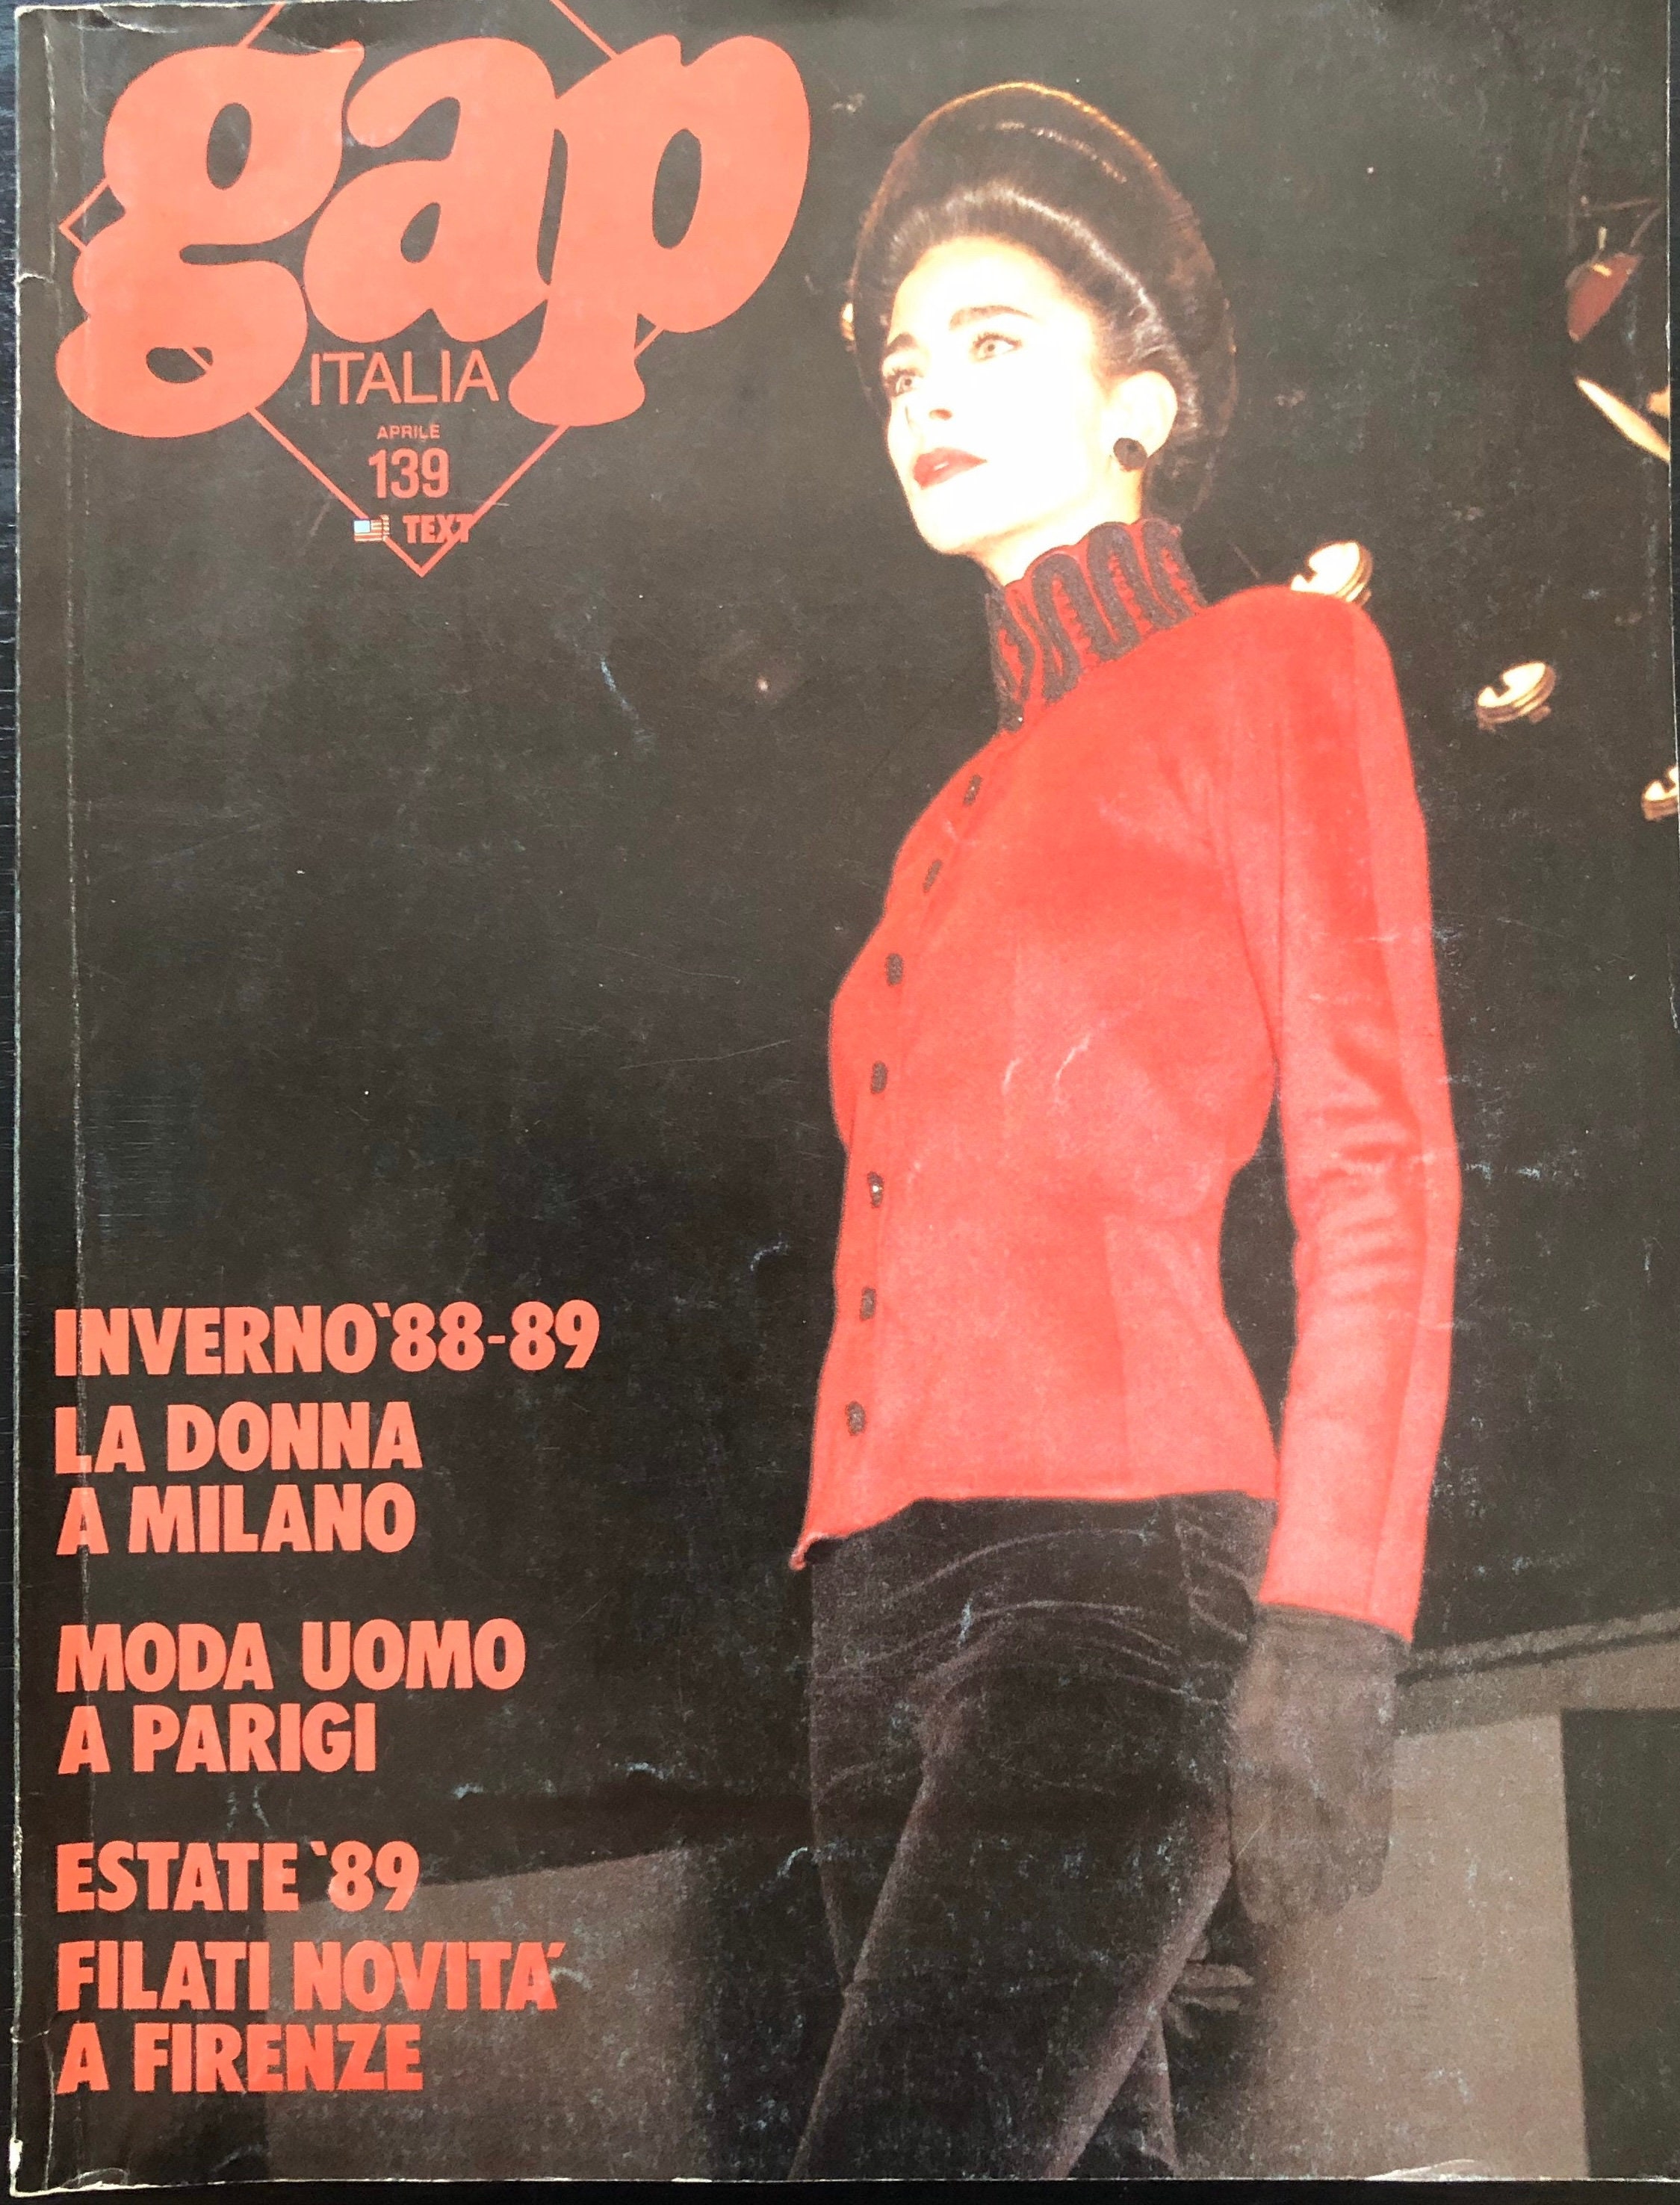 gap
ITALIA
APRILE
139
TEXT
INVERNO '88-89
LA DONNA
A MILANO
MODA UOMO
A PARIGI
ESTATE '89
FILATI NOVITA'
A FIRENZE